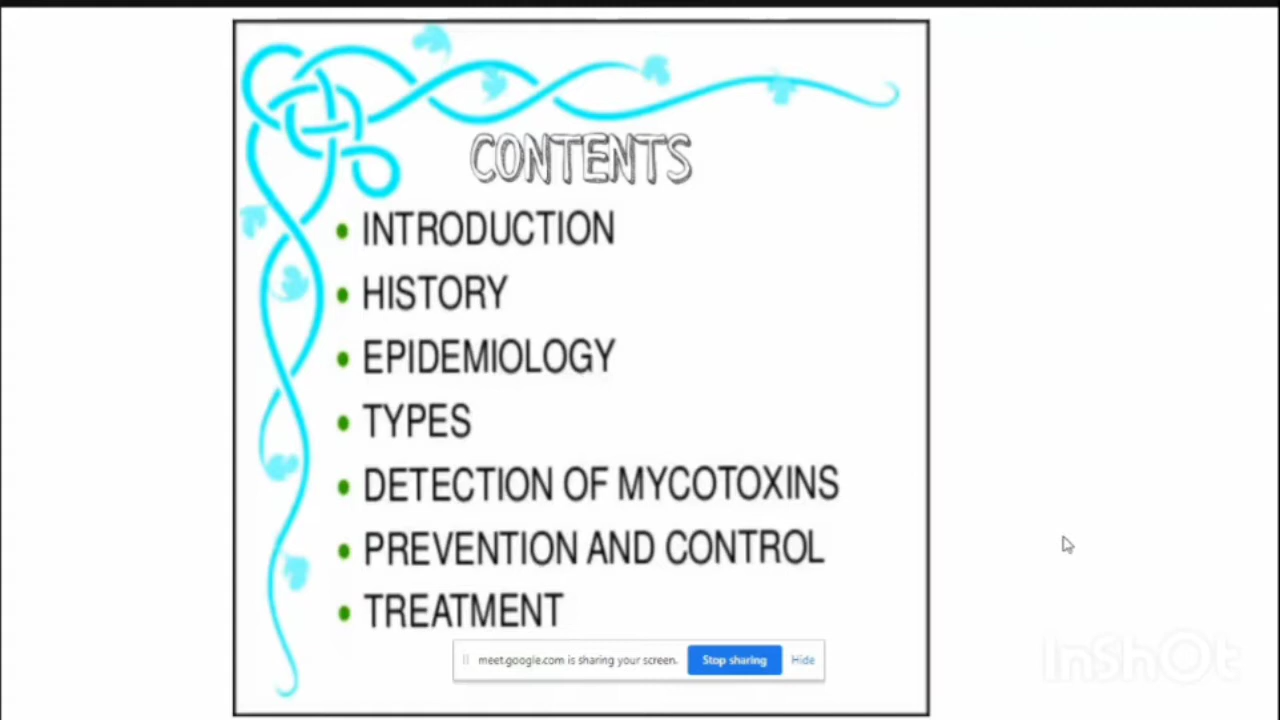 CONTENTS
• INTRODUCTION
• HISTORY
• EPIDEMIOLOGY
• TYPES
• DETECTION OF MYCOTOXINS
• PREVENTION AND CONTROL
• TREATMENT
meet.google.com is sharing your screen. Stop sharing Hide
InShOt